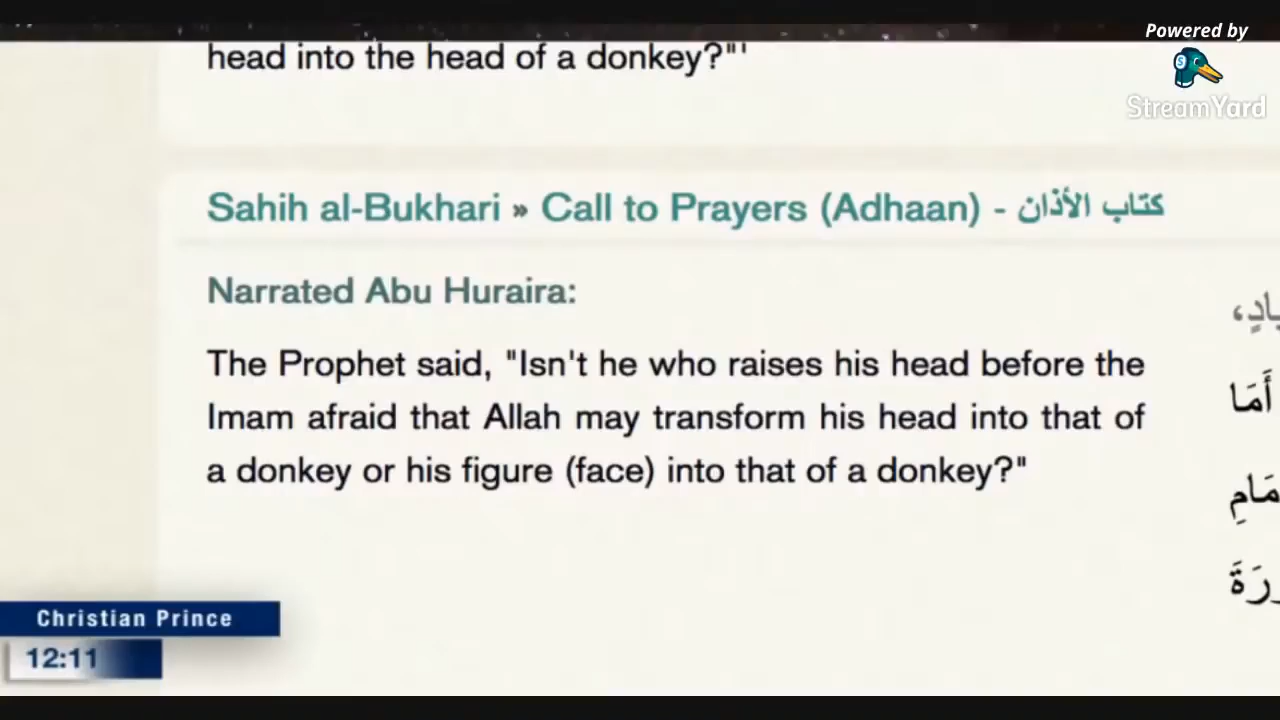 Powered by
StreamYard
head into the head of a donkey?"'
Sahih al-Bukhari » Call to Prayers (Adhaan) - كتاب الأذان
Narrated Abu Huraira:
The Prophet said, "Isn't he who raises his head before the
أَمَا
Imam afraid that Allah may transform his head into that of
a donkey or his figure (face) into that of a donkey?"
Christian Prince
12:11